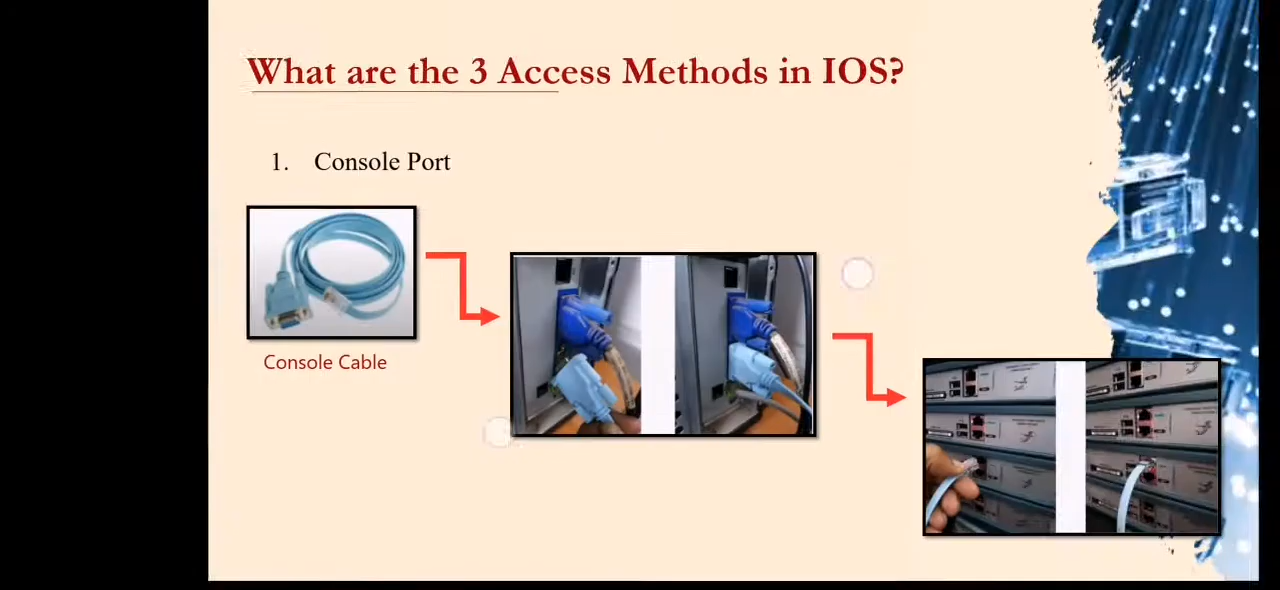 What are the 3 Access Methods in IOS?
1. Console Port
Console Cable